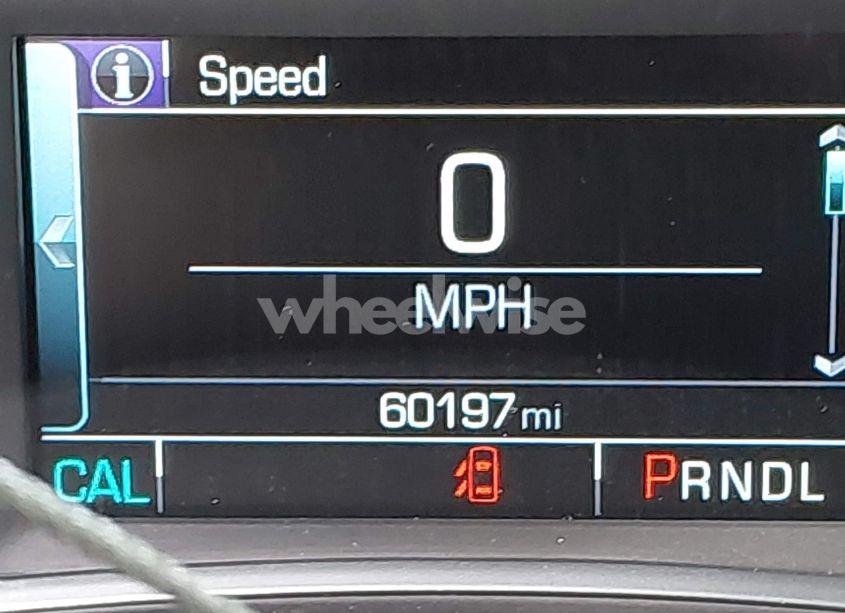 i Speed
0
MPH
wheelwise
60197 mi
CAL PRNDL